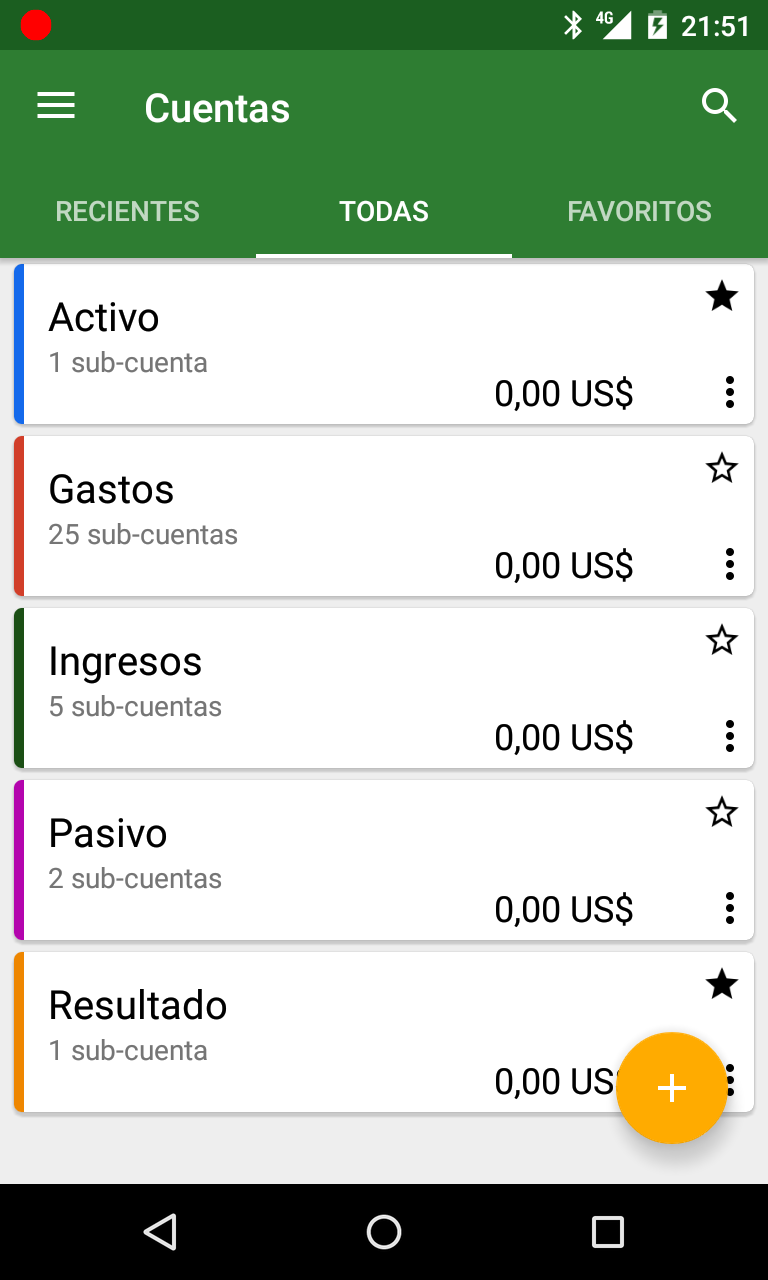 4G 21:51
Cuentas
RECIENTES TODAS FAVORITOS
Activo
1 sub-cuenta
0,00 US$
Gastos
25 sub-cuentas
0,00 US$
Ingresos
5 sub-cuentas
0,00 US$
Pasivo
2 sub-cuentas
0,00 US$
Resultado
1 sub-cuenta
0,00 US